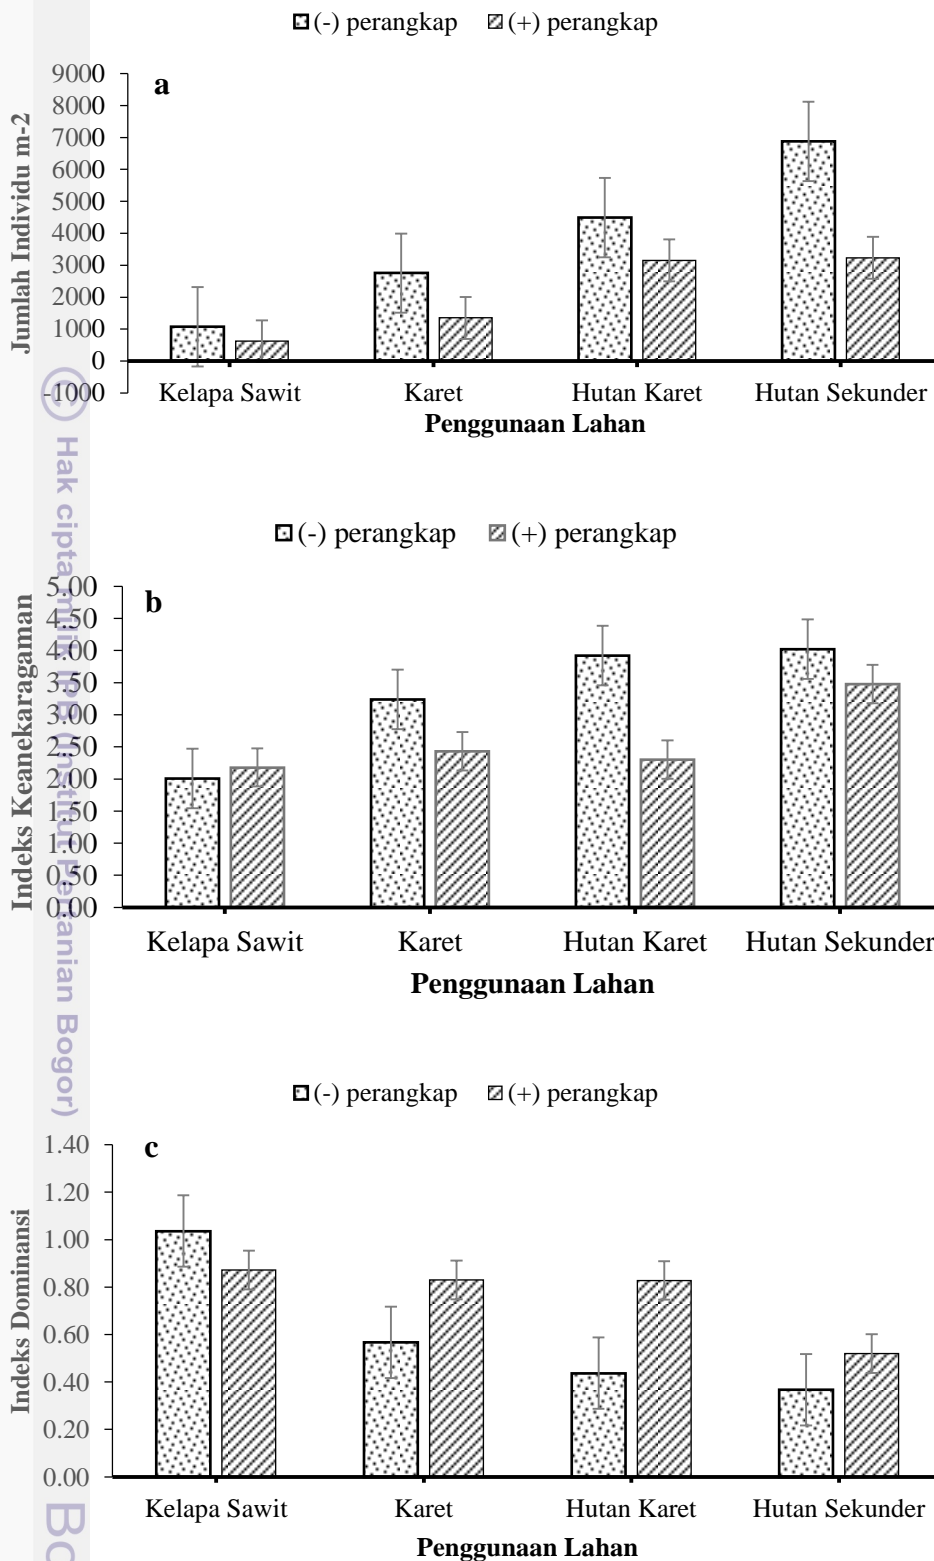 (-) perangkap (+) perangkap
a
Jumlah Individu m-2
9000
8000
7000
6000
5000
4000
3000
2000
1000
0
-1000
Kelapa Sawit Karet Hutan Karet Hutan Sekunder
Penggunaan Lahan
(-) perangkap (+) perangkap
b
Indeks Keanekaragaman
5.00
4.50
4.00
3.50
3.00
2.50
2.00
1.50
1.00
0.50
0.00
Kelapa Sawit Karet Hutan Karet Hutan Sekunder
Penggunaan Lahan
(-) perangkap (+) perangkap
c
Indeks Dominansi
1.40
1.20
1.00
0.80
0.60
0.40
0.20
0.00
Kelapa Sawit Karet Hutan Karet Hutan Sekunder
Penggunaan Lahan
© Hak cipta milik IPB (Institut Pertanian Bogor)
Bo